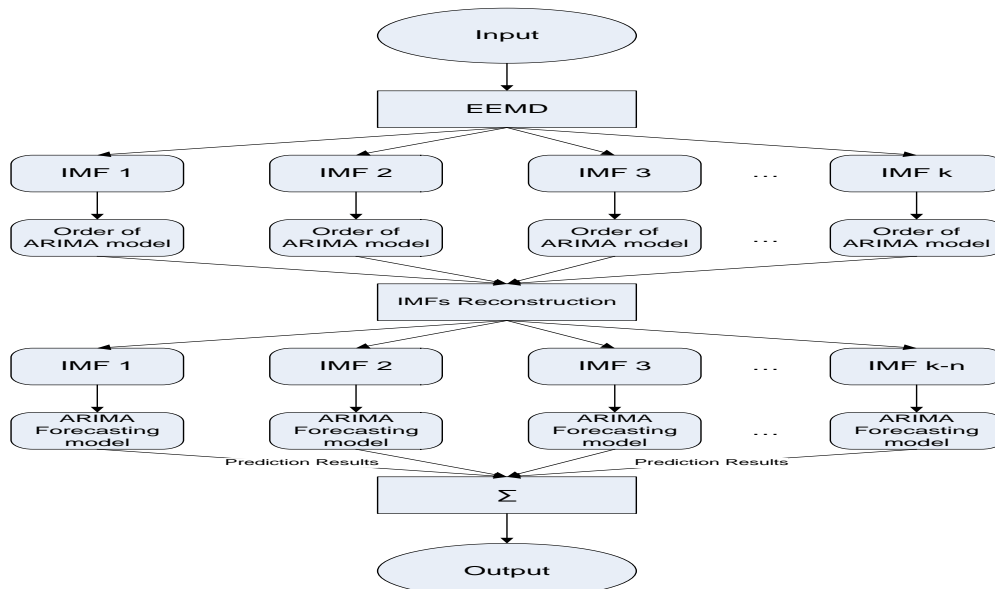 Input
EEMD
IMF 1
IMF 2
IMF 3
...
IMF k
Order of
ARIMA model
Order of
ARIMA model
Order of
ARIMA model
...
Order of
ARIMA model
IMFs Reconstruction
IMF 1
IMF 2
IMF 3
...
IMF k-n
ARIMA
Forecasting
model
ARIMA
Forecasting
model
ARIMA
Forecasting
model
...
ARIMA
Forecasting
model
Prediction Results
Prediction Results
Σ
Output